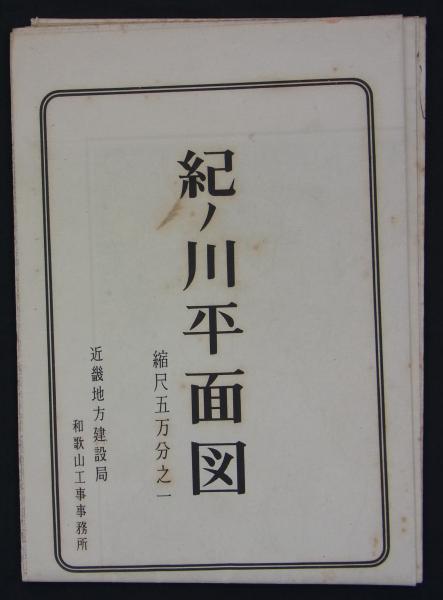 紀ノ川平面図
縮尺五万分之一
近畿地方建設局
和歌山工事事務所